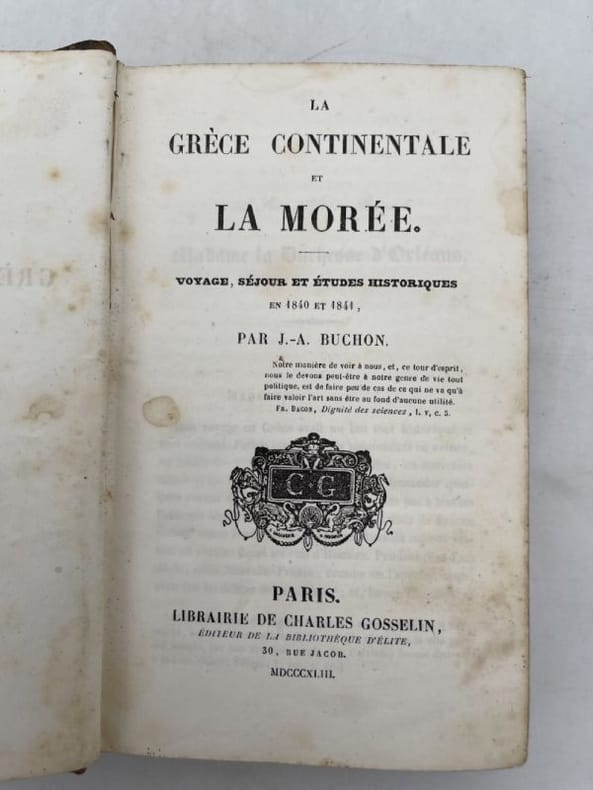 LA
GRÈCE CONTINENTALE
ET
LA MORÉE.
VOYAGE, SÉJOUR ET ÉTUDES HISTORIQUES
EN 1840 ET 1841,
PAR J.-A. BUCHON.
Notre manière de voir à nous, et, ce tour d'esprit,
nous le devons peut-être à notre genre de vie tout
politique, est de faire peu de cas de ce qui ne va qu'à
faire valoir l'art sans être au fond d'aucune utilité.
FR. BACON, Dignité des sciences, l. v, c. 5.
C G
PARIS.
LIBRAIRIE DE CHARLES GOSSELIN,
ÉDITEUR DE LA BIBLIOTHÈQUE D'ÉLITE,
30, RUE JACOB.
MDCCCXLIII.